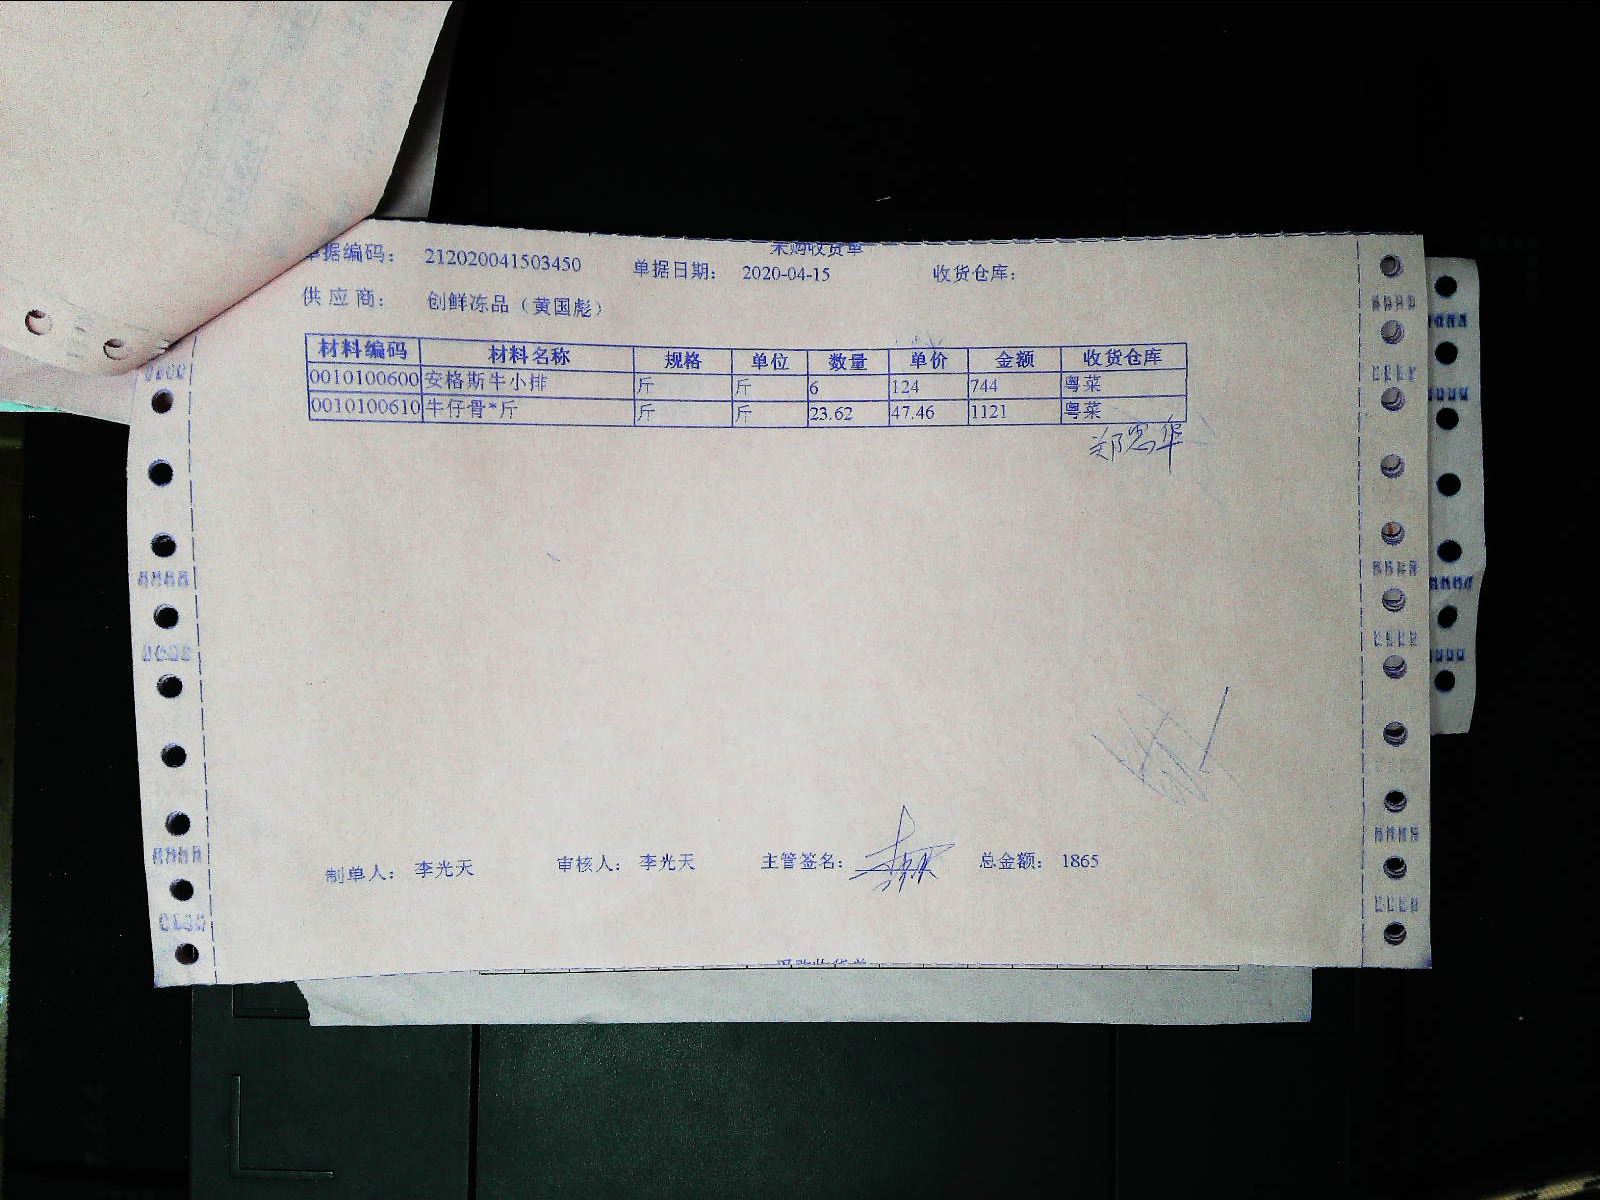 采购收货单
单据编码： 212020041503450 单据日期： 2020-04-15 收货仓库：
供应商： 创鲜冻品（黄国彪）
材料编码 材料名称 规格 单位 数量 单价 金额 收货仓库
0010100600 安格斯牛小排 斤 斤 6 124 744 粤菜
0010100610 牛仔骨*斤 斤 斤 23.62 47.46 1121 粤菜
郑思华
制单人： 李光天 审核人： 李光天 主管签名： 总金额： 1865